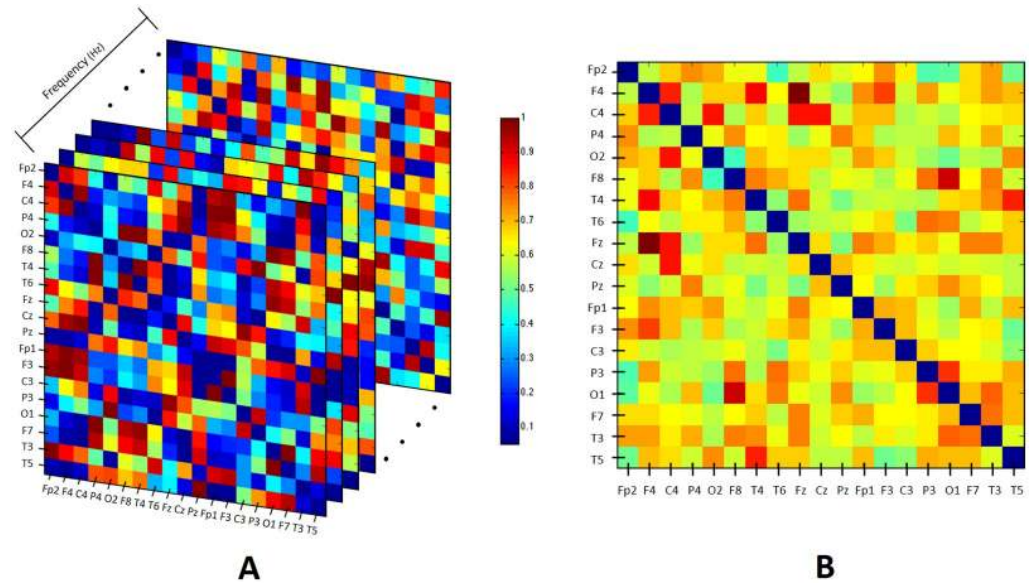 Frequency (Hz)
Fp2
F4
C4
P4
O2
F8
T4
T6
Fz
Cz
Pz
Fp1
F3
C3
P3
O1
F7
T3
T5
Fp2 F4 C4 P4 O2 F8 T4 T6 Fz Cz Pz Fp1 F3 C3 P3 O1 F7 T3 T5
1
0.9
0.8
0.7
0.6
0.5
0.4
0.3
0.2
0.1
A
Fp2
F4
C4
P4
O2
F8
T4
T6
Fz
Cz
Pz
Fp1
F3
C3
P3
O1
F7
T3
T5
Fp2 F4 C4 P4 O2 F8 T4 T6 Fz Cz Pz Fp1 F3 C3 P3 O1 F7 T3 T5
B